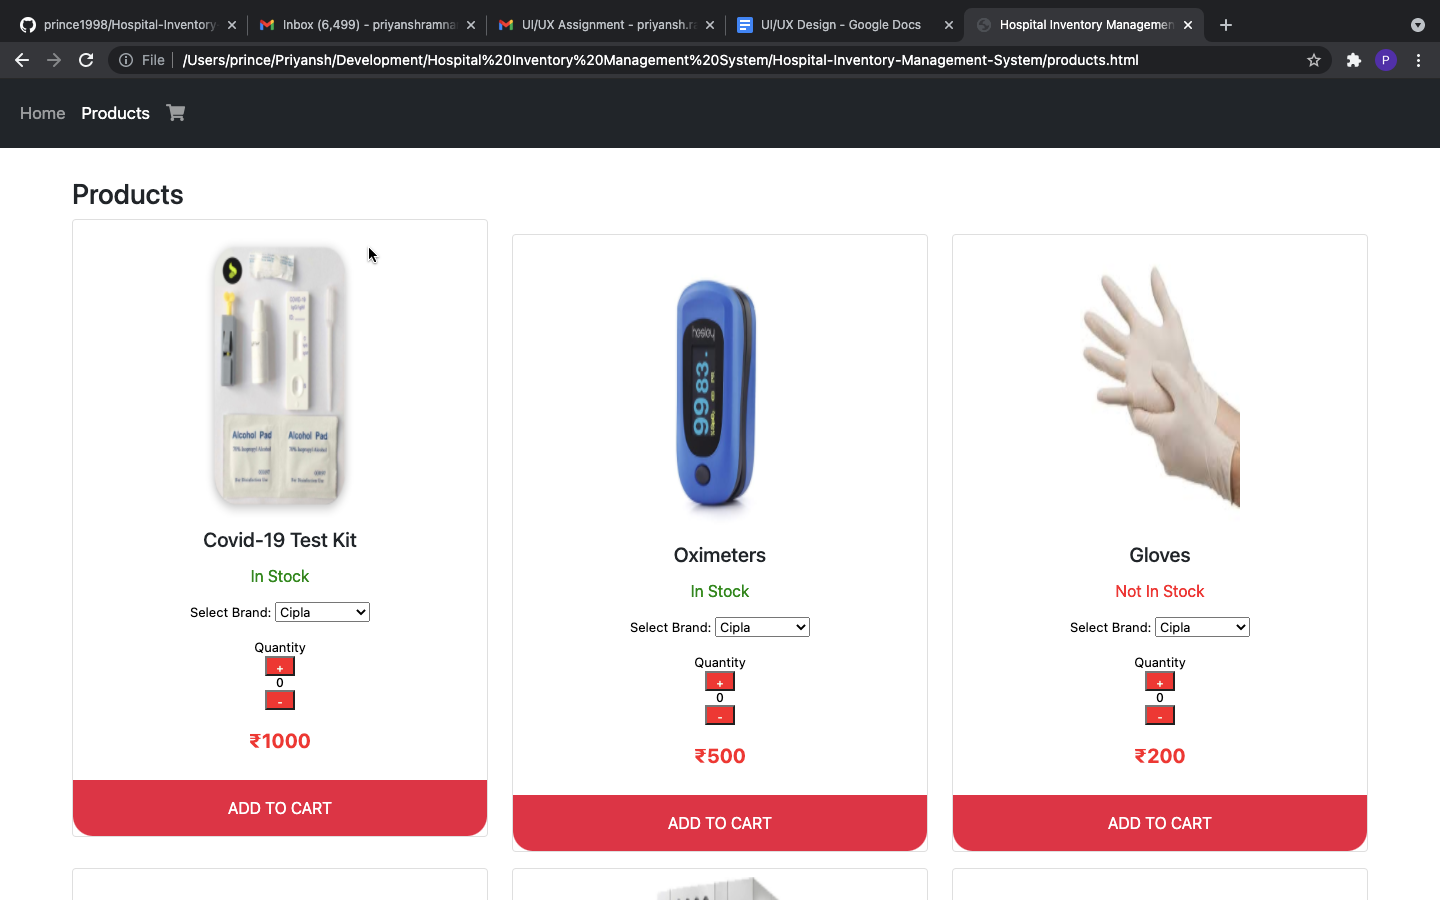 prince1998/Hospital-Inventory-
Inbox (6,499) - priyanshramna
UI/UX Assignment - priyansh.ra
UI/UX Design - Google Docs
Hospital Inventory Managemen
File
/Users/prince/Priyansh/Development/Hospital%20Inventory%20Management%20System/Hospital-Inventory-Management-System/products.html
P
Home
Products
Products
COVID-19
Alcohol Pad
Alcohol Pad
Covid-19 Test Kit
In Stock
Select Brand: Cipla
Quantity
+
0
-
₹1000
ADD TO CART
hesley
9983
Oximeters
In Stock
Select Brand: Cipla
Quantity
+
0
-
₹500
ADD TO CART
Gloves
Not In Stock
Select Brand: Cipla
Quantity
+
0
-
₹200
ADD TO CART